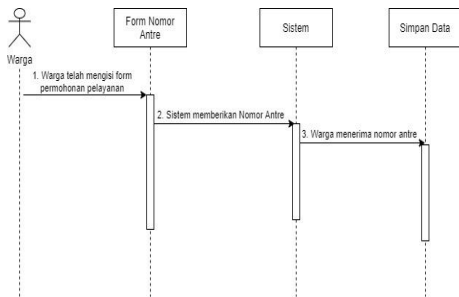 Form Nomor
Antre
Sistem
Simpan Data
Warga
1. Warga telah mengisi form
permohonan pelayanan
2. Sistem memberikan Nomor Antre
3. Warga menerima nomor antre